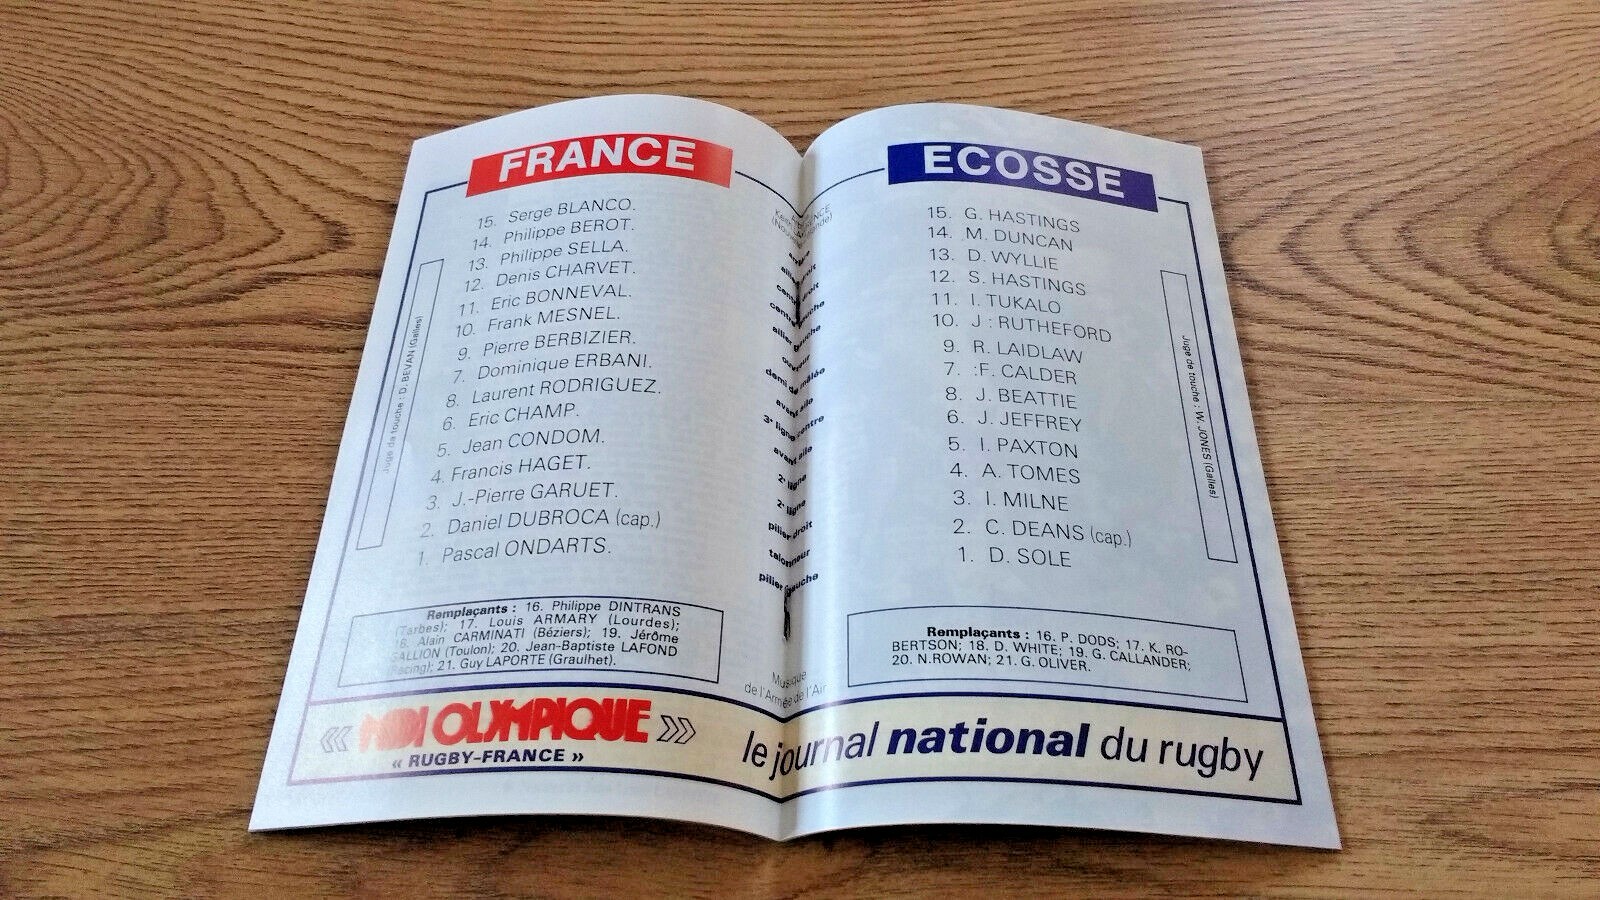 FRANCE
15. Serge BLANCO.
14. Philippe BEROT.
13. Philippe SELLA.
12. Denis CHARVET.
11. Eric BONNEVAL.
10. Frank MESNEL.
9. Pierre BERBIZIER.
7. Dominique ERBANI.
8. Laurent RODRIGUEZ.
6. Eric CHAMP.
5. Jean CONDOM.
4. Francis HAGET.
3. J.-Pierre GARUET.
2. Daniel DUBROCA (cap.)
1. Pascal ONDARTS.
Juge de touche : D. BEVAN (Galles)
Remplaçants : 16. Philippe DINTRANS
(Tarbes); 17. Louis ARMARY (Lourdes);
18. Alain CARMINATI (Béziers); 19. Jérôme
GALLION (Toulon); 20. Jean-Baptiste LAFOND
(Racing); 21. Guy LAPORTE (Graulhet).
ailier droit
centre droit
centre gauche
ailier gauche
ouvreur
demi de mêlée
avant aile
3e ligne centre
avant aile
2e ligne
2e ligne
pilier droit
talonneur
pilier gauche
Musique
de l'Armée de l'Air
ECOSSE
15. G. HASTINGS
14. M. DUNCAN
13. D. WYLLIE
12. S. HASTINGS
11. I. TUKALO
10. J : RUTHEFORD
9. R. LAIDLAW
7. :F. CALDER
8. J. BEATTIE
6. J. JEFFREY
5. I. PAXTON
4. A. TOMES
3. I. MILNE
2. C. DEANS (cap.)
1. D. SOLE
Juge de touche : W. JONES (Galles)
Remplaçants : 16. P. DODS; 17. K. RO-
BERTSON; 18. D. WHITE; 19. G. CALLANDER;
20. N.ROWAN; 21. G. OLIVER.
« MIDI OLYMPIQUE »
« RUGBY-FRANCE »
le journal national du rugby